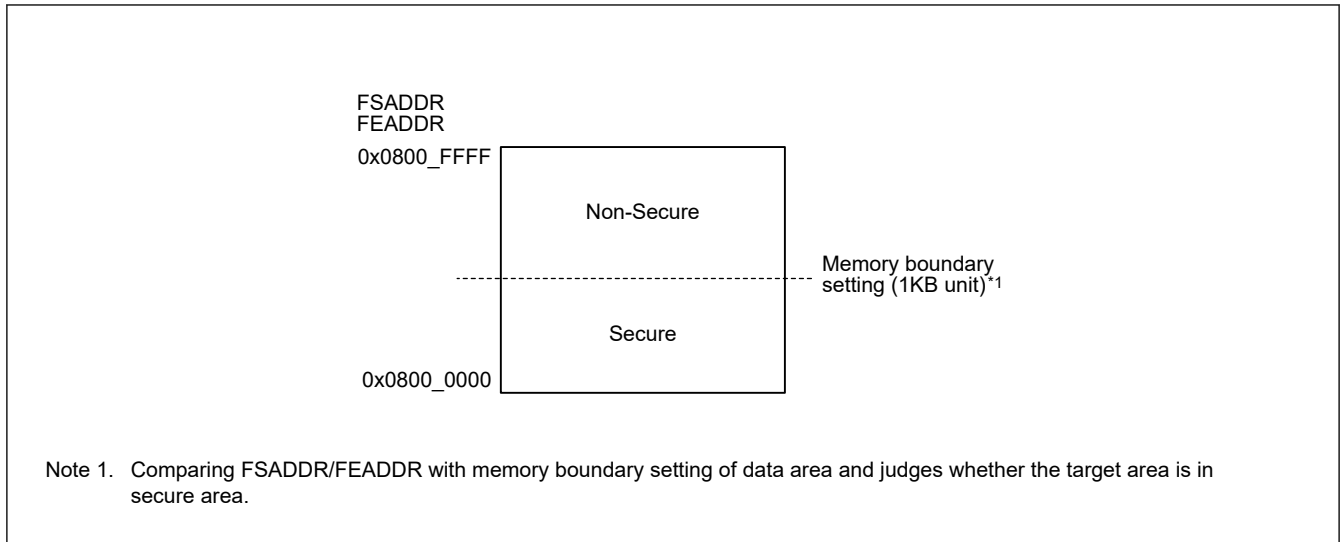 FSADDR
FEADDR
0x0800_FFFF
Non-Secure
Memory boundary
setting (1KB unit)*1
Secure
0x0800_0000
Note 1. Comparing FSADDR/FEADDR with memory boundary setting of data area and judges whether the target area is in
secure area.